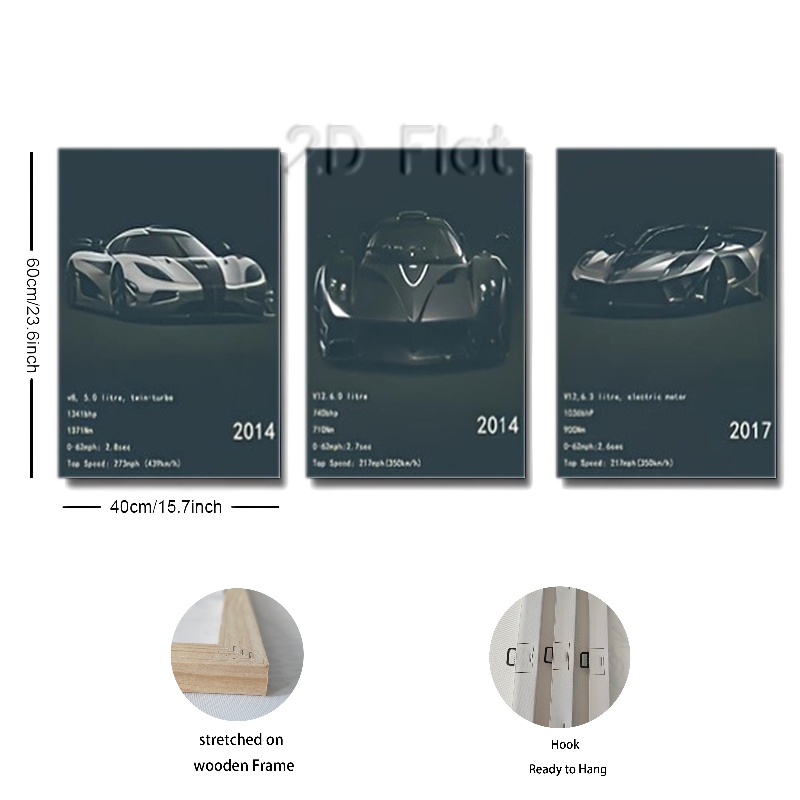 2D Flat
60cm/23.6inch
v8, 5.0 litre, twin-turbo
1341bhp
1371Nm
0-62mph: 2.8sec
Top Speed: 273mph (439km/h)
2014
V12.6.0 litre
740bhp
710Nm
0-62mph:2.7sec
Top Speed: 217mph(350km/h)
2014
V12,6.3 litre, electric motor
1036bhP
900Nm
0-62mph:2.6sec
Top Speed: 217mph(350km/h)
2017
40cm/15.7inch
stretched on
wooden Frame
Hook
Ready to Hang